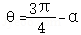 θ = 3π/4 − α